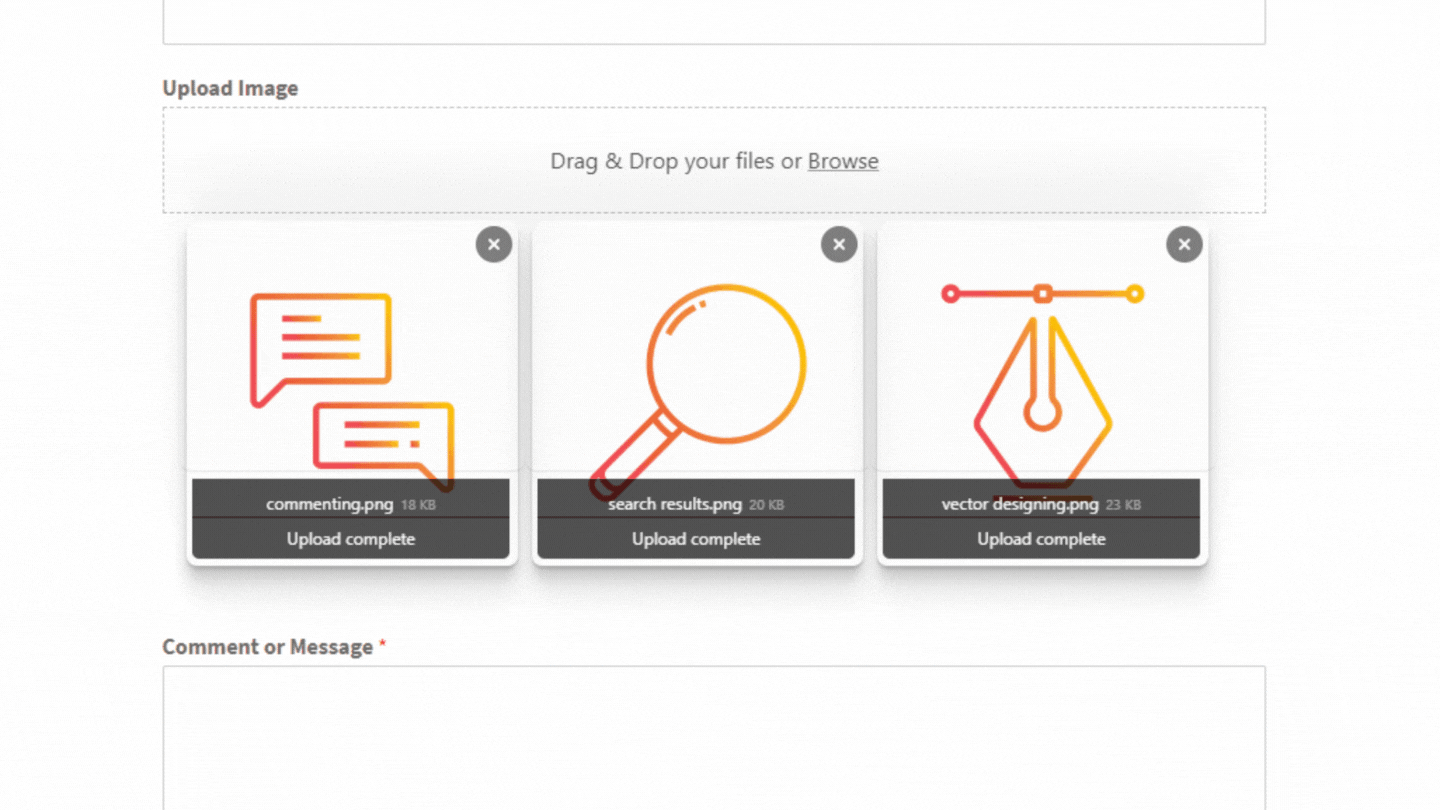 Upload Image
Drag & Drop your files or Browse
commenting.png 18 KB
Upload complete
search results.png 20 KB
Upload complete
vector designing.png 23 KB
Upload complete
Comment or Message *